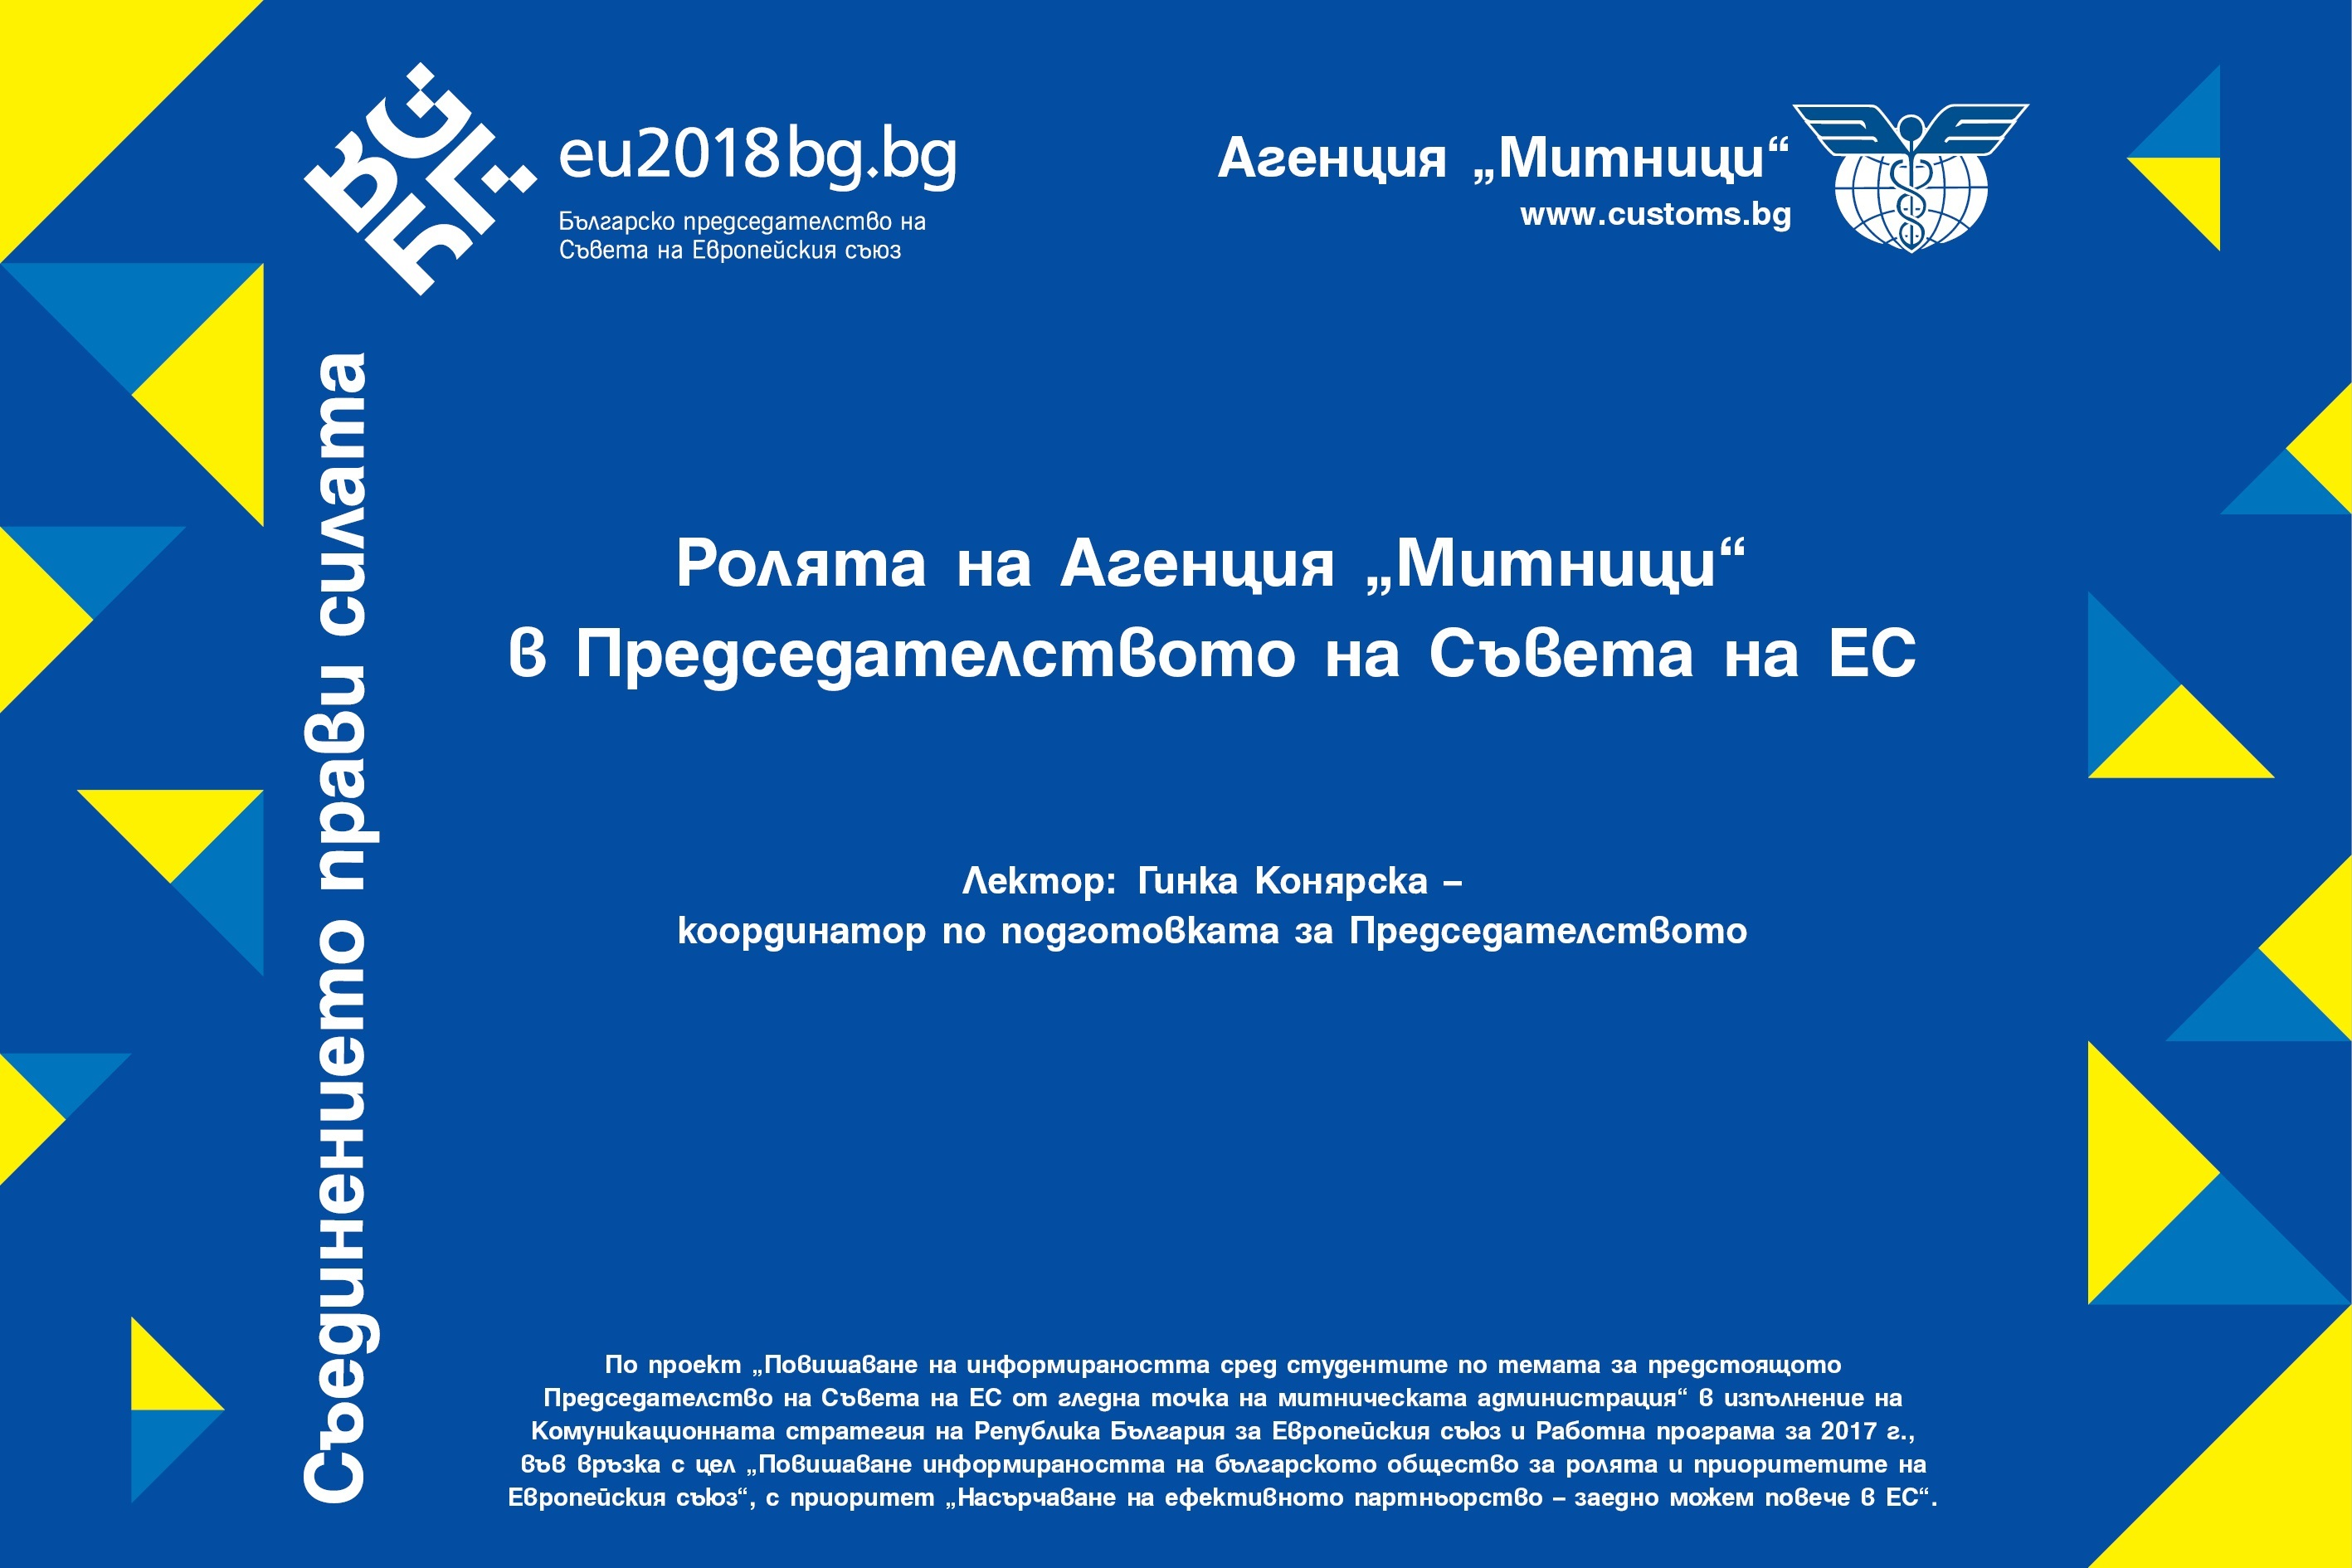 BG
БГ
eu2018bg.bg
Българско председателство на
Съвета на Европейския съюз
Агенция „Митници“
www.customs.bg
Съединението прави силата
Ролята на Агенция „Митници“
в Председателството на Съвета на ЕС
Лектор: Гинка Конярска –
координатор по подготовката за Председателството
По проект „Повишаване на информираността сред студентите по темата за предстоящото
Председателство на Съвета на ЕС от гледна точка на митническата администрация“ в изпълнение на
Комуникационната стратегия на Република България за Европейския съюз и Работна програма за 2017 г.,
във връзка с цел „Повишаване информираността на българското общество за ролята и приоритетите на
Европейския съюз“, с приоритет „Насърчаване на ефективното партньорство – заедно можем повече в ЕС“.